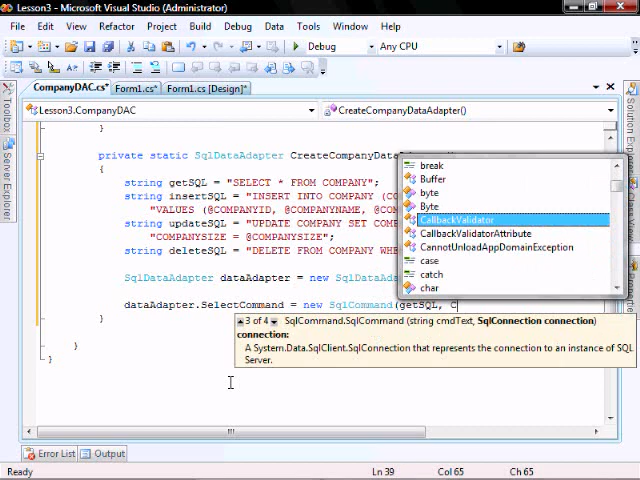 Lesson3 - Microsoft Visual Studio (Administrator)
File Edit View Refactor Project Build Debug Data Tools Window Help
Debug Any CPU
CompanyDAC.cs* Form1.cs* Form1.cs [Design]*
Lesson3.CompanyDAC CreateCompanyDataAdapter()
}
private static SqlDataAdapter
{
string getSQL = "SELECT * FROM COMPANY";
string insertSQL = "INSERT INTO COMPANY
"VALUES (@COMPANYID, @COMPANYNAME,
string updateSQL = "UPDATE COMPANY SET
"COMPANYSIZE = @COMPANYSIZE";
string deleteSQL = "DELETE FROM COMPANY
SqlDataAdapter dataAdapter = new
dataAdapter.SelectCommand = new SqlCommand(getSQL, C
}
}
}
break
Buffer
byte
Byte
CallbackValidator
CallbackValidatorAttribute
CannotUnloadAppDomainException
case
catch
char
3 of 4 SqlCommand.SqlCommand (string cmdText, SqlConnection connection)
connection:
A System.Data.SqlClient.SqlConnection that represents the connection to an instance of SQL
Server.
Toolbox
Server Explorer
Solution Explorer
Class View
Error List Output
Ready Ln 39 Col 65 Ch 65